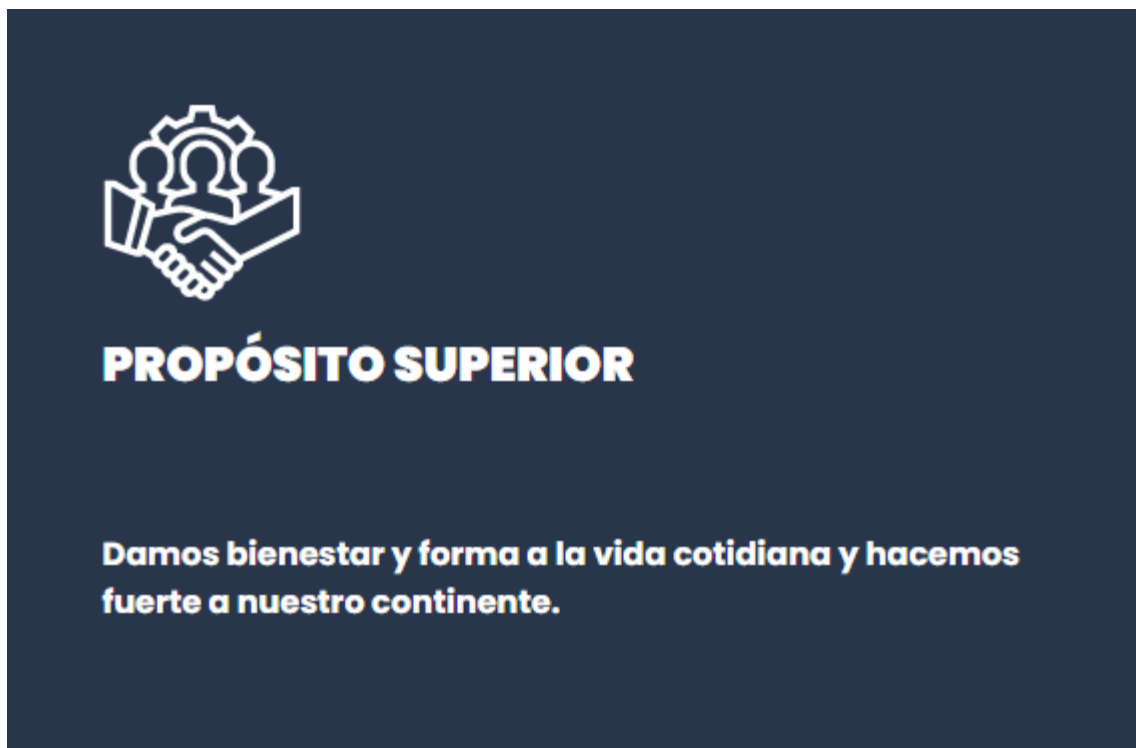 PROPÓSITO SUPERIOR
Damos bienestar y forma a la vida cotidiana y hacemos
fuerte a nuestro continente.